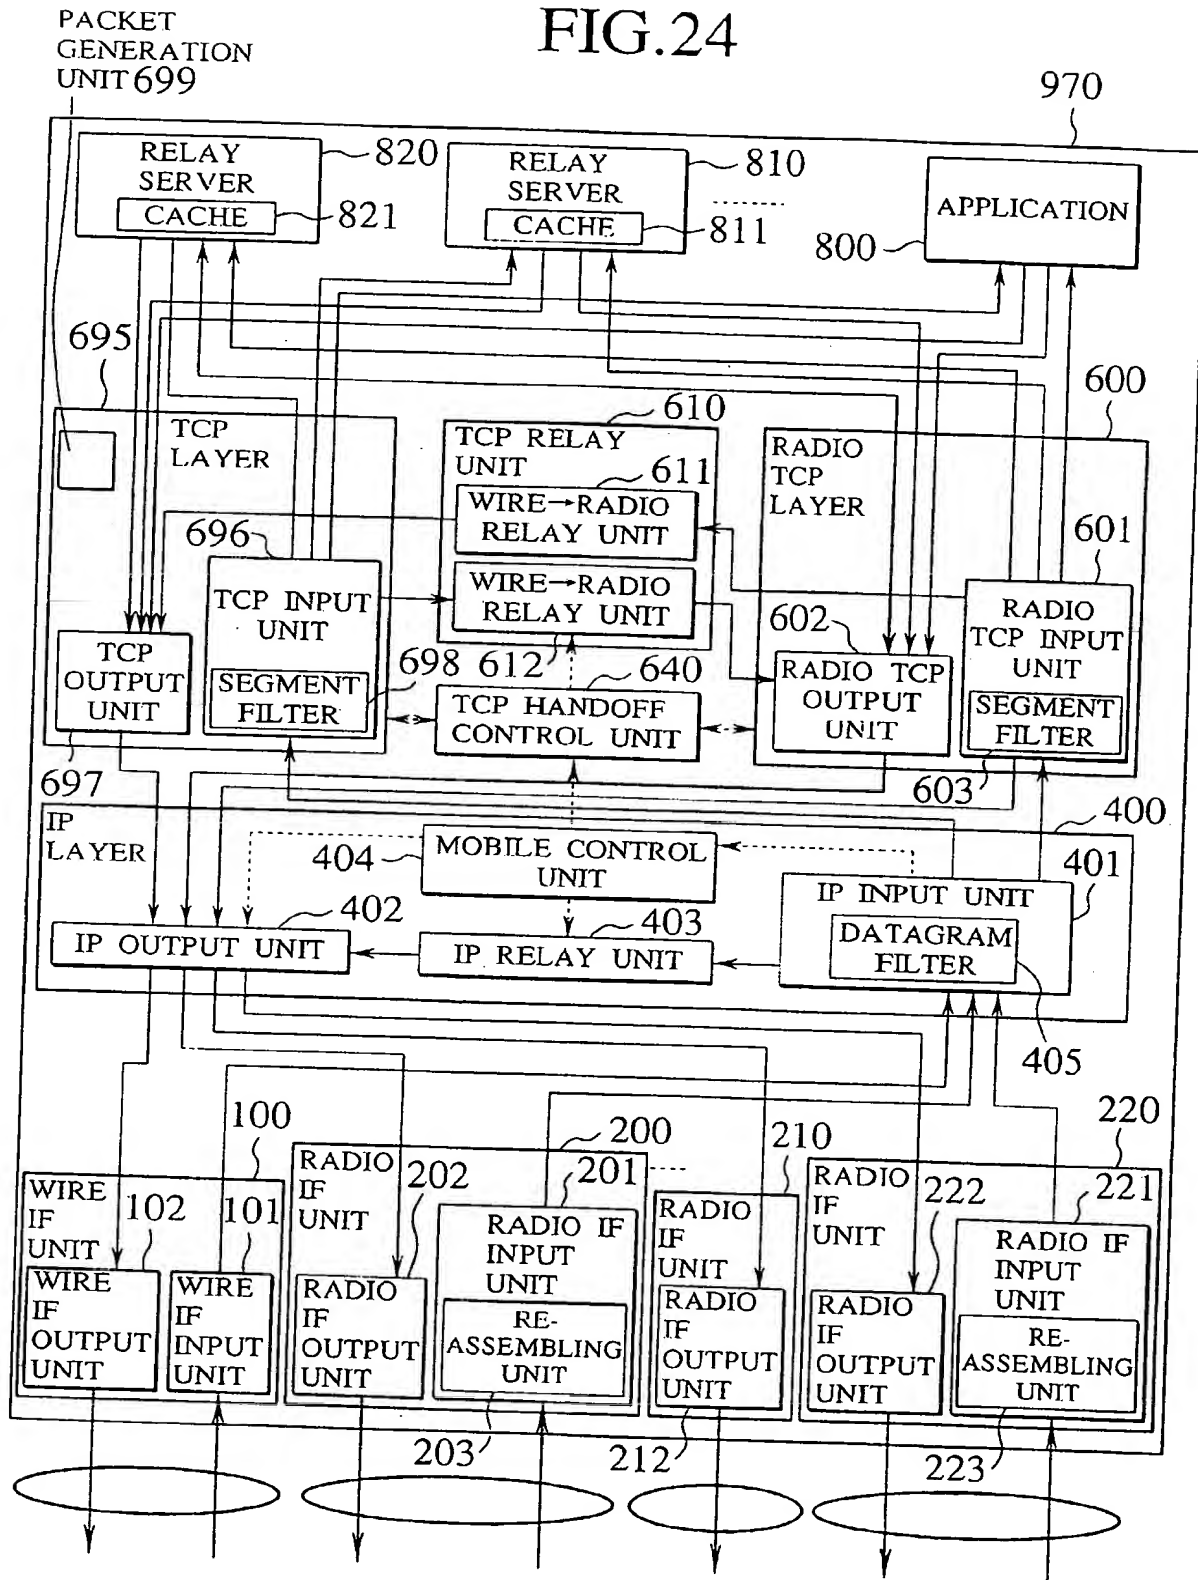 FIG.24
PACKET
GENERATION
UNIT 699
970
RELAY
SERVER
CACHE
820
821
RELAY
SERVER
CACHE
810
811
APPLICATION
800
695
TCP
LAYER
610
TCP RELAY
UNIT
611
WIRE→RADIO
RELAY UNIT
WIRE→RADIO
RELAY UNIT
612
600
RADIO
TCP
LAYER
601
RADIO
TCP INPUT
UNIT
SEGMENT
FILTER
603
602
RADIO TCP
OUTPUT
UNIT
696
TCP INPUT
UNIT
SEGMENT
FILTER
698
TCP
OUTPUT
UNIT
697
640
TCP HANDOFF
CONTROL UNIT
IP
LAYER
400
404
MOBILE CONTROL
UNIT
401
IP INPUT UNIT
DATAGRAM
FILTER
405
402
IP OUTPUT UNIT
403
IP RELAY UNIT
100
WIRE
IF
UNIT
102
101
WIRE
IF
OUTPUT
UNIT
WIRE
IF
INPUT
UNIT
200
RADIO
IF
UNIT
202
201
RADIO IF
INPUT
UNIT
RADIO
IF
OUTPUT
UNIT
RE-
ASSEMBLING
UNIT
203
210
RADIO
IF
UNIT
RADIO
IF
OUTPUT
UNIT
212
220
RADIO
IF
UNIT
222
221
RADIO IF
INPUT
UNIT
RADIO
IF
OUTPUT
UNIT
RE-
ASSEMBLING
UNIT
223